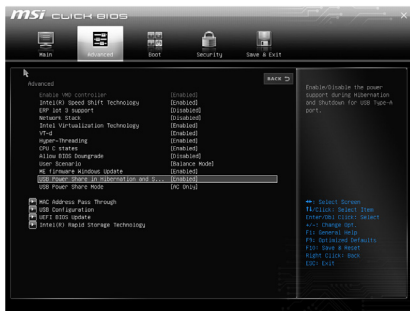 msi CLICK BIOS
Main
Advanced
Boot
Security
Save & Exit
BACK
Advanced
Enable VMD controller [Enabled]
Intel(R) Speed Shift Technology [Enabled]
ERP Lot 3 support [Disabled]
Network Stack [Disabled]
Intel Virtualization Technology [Enabled]
VT-d [Enabled]
Hyper-Threading [Enabled]
CPU C states [Enabled]
Allow BIOS Downgrade [Disabled]
User Scenario [Balance Mode]
ME firmware Windows Update [Enabled]
USB Power Share in Hibernation and S... [Enabled]
USB Power Share Mode [AC Only]
MAC Address Pass Through
USB Configuration
UEFI BIOS Update
Intel(R) Rapid Storage Technology
Enable/Disable the power
support during Hibernation
and Shutdown for USB Type-A
port.
↔: Select Screen
↑↓/Click: Select Item
Enter/Dbl Click: Select
+/-: Change Opt.
F1: General Help
F9: Optimized Defaults
F10: Save & Reset
Right Click: Back
ESC: Exit